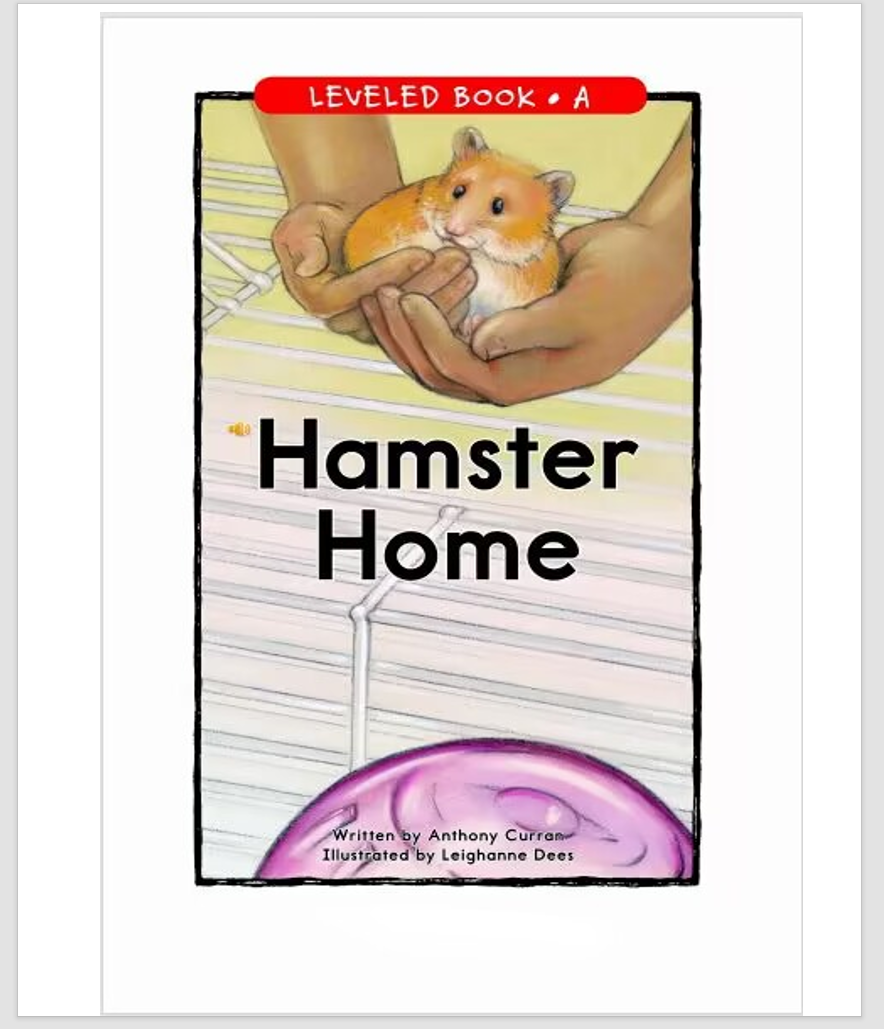 LEVELED BOOK • A
Hamster
Home
Written by Anthony Curran
Illustrated by Leighanne Dees